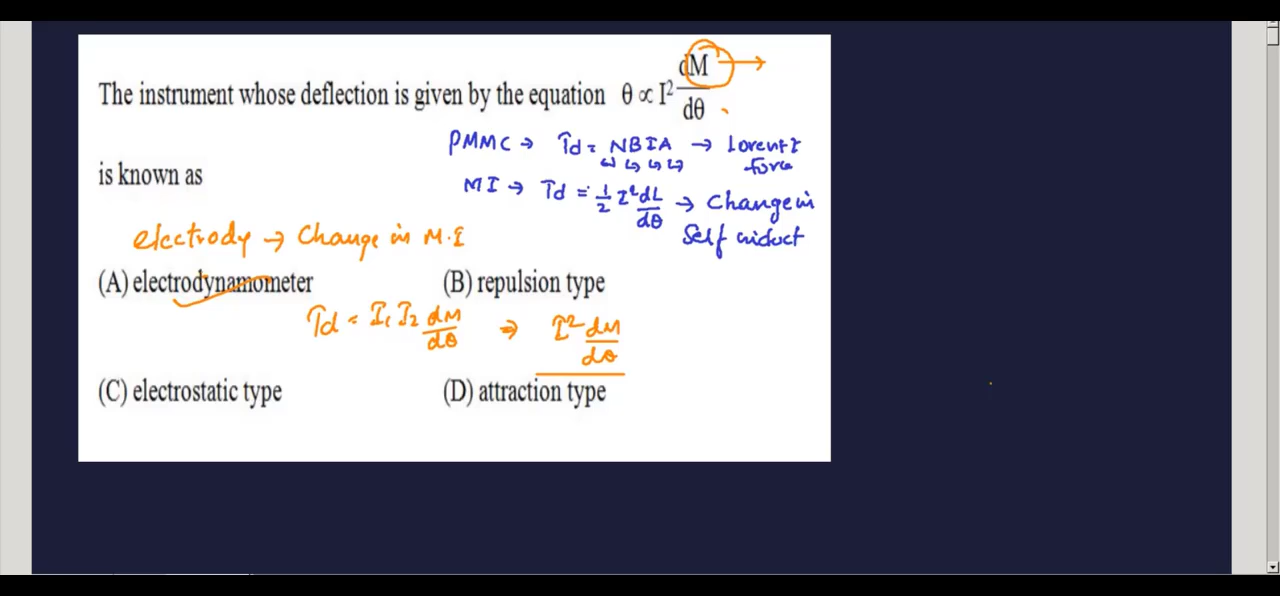 The instrument whose deflection is given by the equation θ ∝ I² dM/dθ
PMMC → Td = NBIA → Lorentz force
is known as
MI → Td = 1/2 I² dL/dθ → Change in Self induct
electrody → Change in M.I
(A) electrodynamometer (B) repulsion type
Td = I₁ I₂ dM/dθ ⇒ I² dM/dθ
(C) electrostatic type (D) attraction type